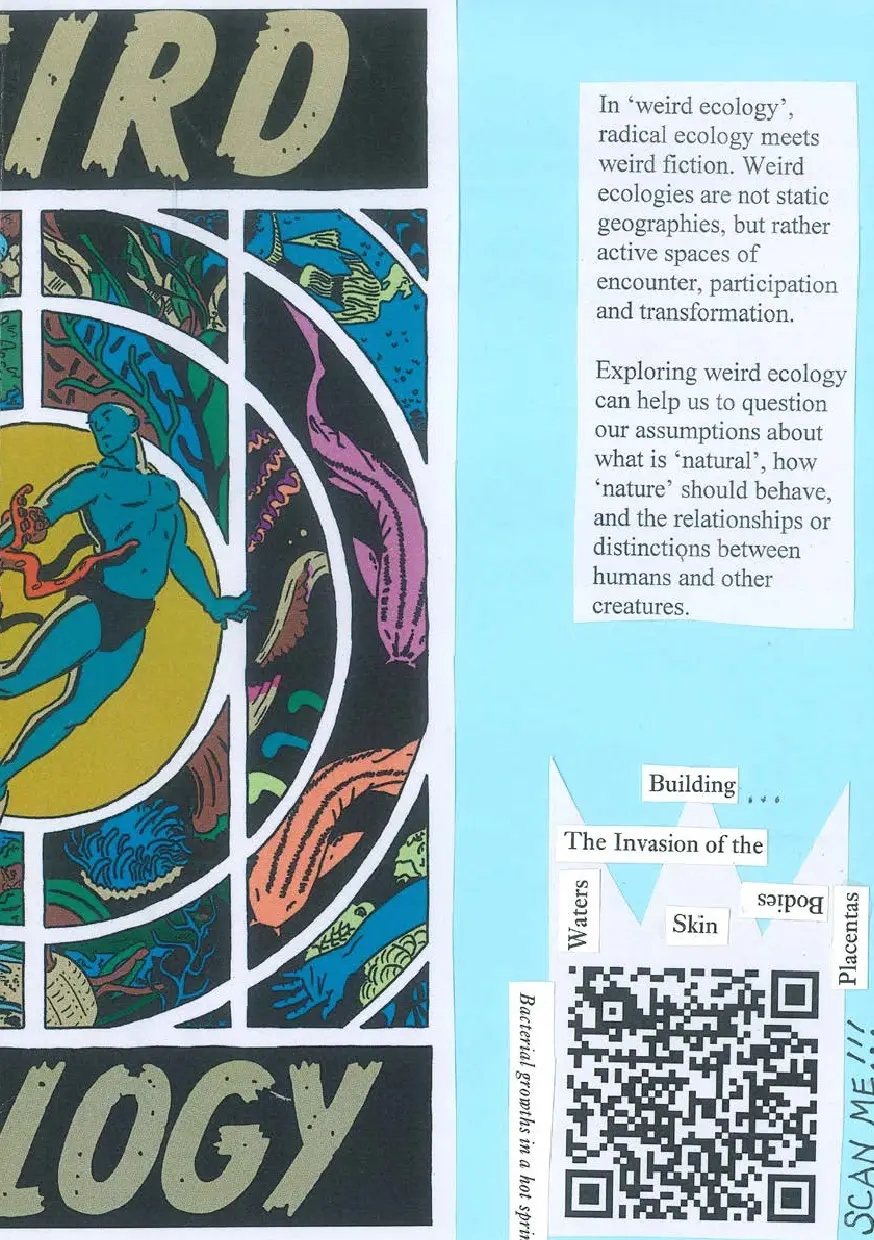 EIRD
In ‘weird ecology’,
radical ecology meets
weird fiction. Weird
ecologies are not static
geographies, but rather
active spaces of
encounter, participation
and transformation.
Exploring weird ecology
can help us to question
our assumptions about
what is ‘natural’, how
‘nature’ should behave,
and the relationships or
distinctions between
humans and other
creatures.
Building...
The Invasion of the
Waters
Skin
Bodies
Placentas
Bacterial growths in a hot sprin
SCAN ME!!!
LOGY